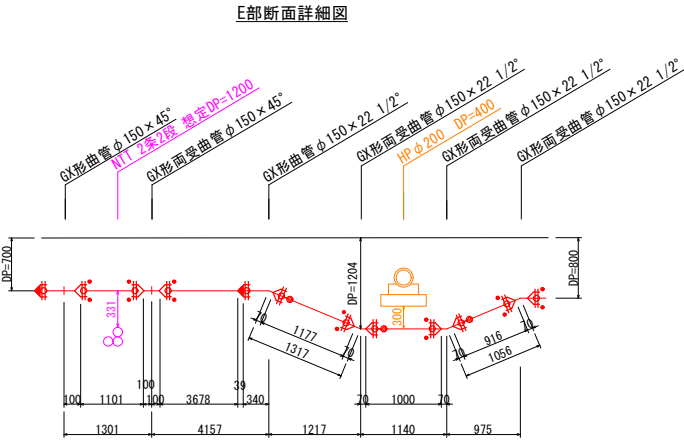 E部断面詳細図
GX形曲管φ150×45°
NTT 2条2段 想定DP=1200
GX形両受曲管φ150×45°
GX形曲管φ150×22 1/2°
GX形両受曲管φ150×22 1/2°
HPφ200 DP=400
GX形両受曲管φ150×22 1/2°
GX形両受曲管φ150×22 1/2°
DP=700
DP=1204
DP=800
331
300
70
1177
70
1317
70
916
70
1056
100
1101
100
100
3678
39
340
70
1000
70
1301
4157
1217
1140
975